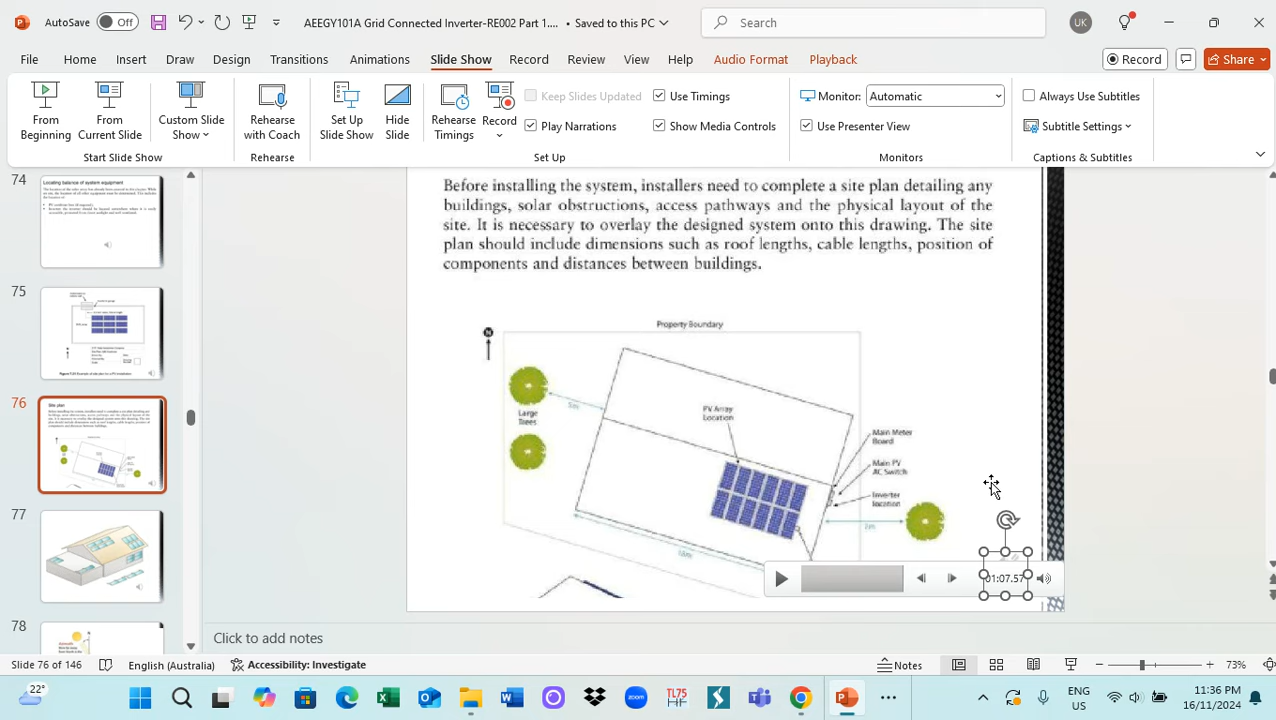 AutoSave Off AEEGY101A Grid Connected Inverter-RE002 Part 1.... • Saved to this PC Search UK
File Home Insert Draw Design Transitions Animations Slide Show Record Review View Help Audio Format Playback Record Share
From Beginning
From Current Slide
Custom Slide Show
Start Slide Show
Rehearse with Coach
Rehearse
Set Up Slide Show
Hide Slide
Rehearse Timings
Record
Keep Slides Updated
Play Narrations
Use Timings
Show Media Controls
Set Up
Monitor: Automatic
Use Presenter View
Monitors
Always Use Subtitles
Subtitle Settings
Captions & Subtitles
74
Locating balance of system equipment
75
76
Site plan
77
78
Before installing the system, installers need to complete a site plan detailing any
buildings, solar obstructions, access pathways and the physical layout of the
site. It is necessary to overlay the designed system onto this drawing. The site
plan should include dimensions such as roof lengths, cable lengths, position of
components and distances between buildings.
Property Boundary
N
Large
Trees
PV Array
Location
Main Meter
Board
Main PV
AC Switch
Inverter
Location
01:07.57
Click to add notes
Slide 76 of 146 English (Australia) Accessibility: Investigate Notes 73%
22° TL75 ENG US 11:36 PM 16/11/2024